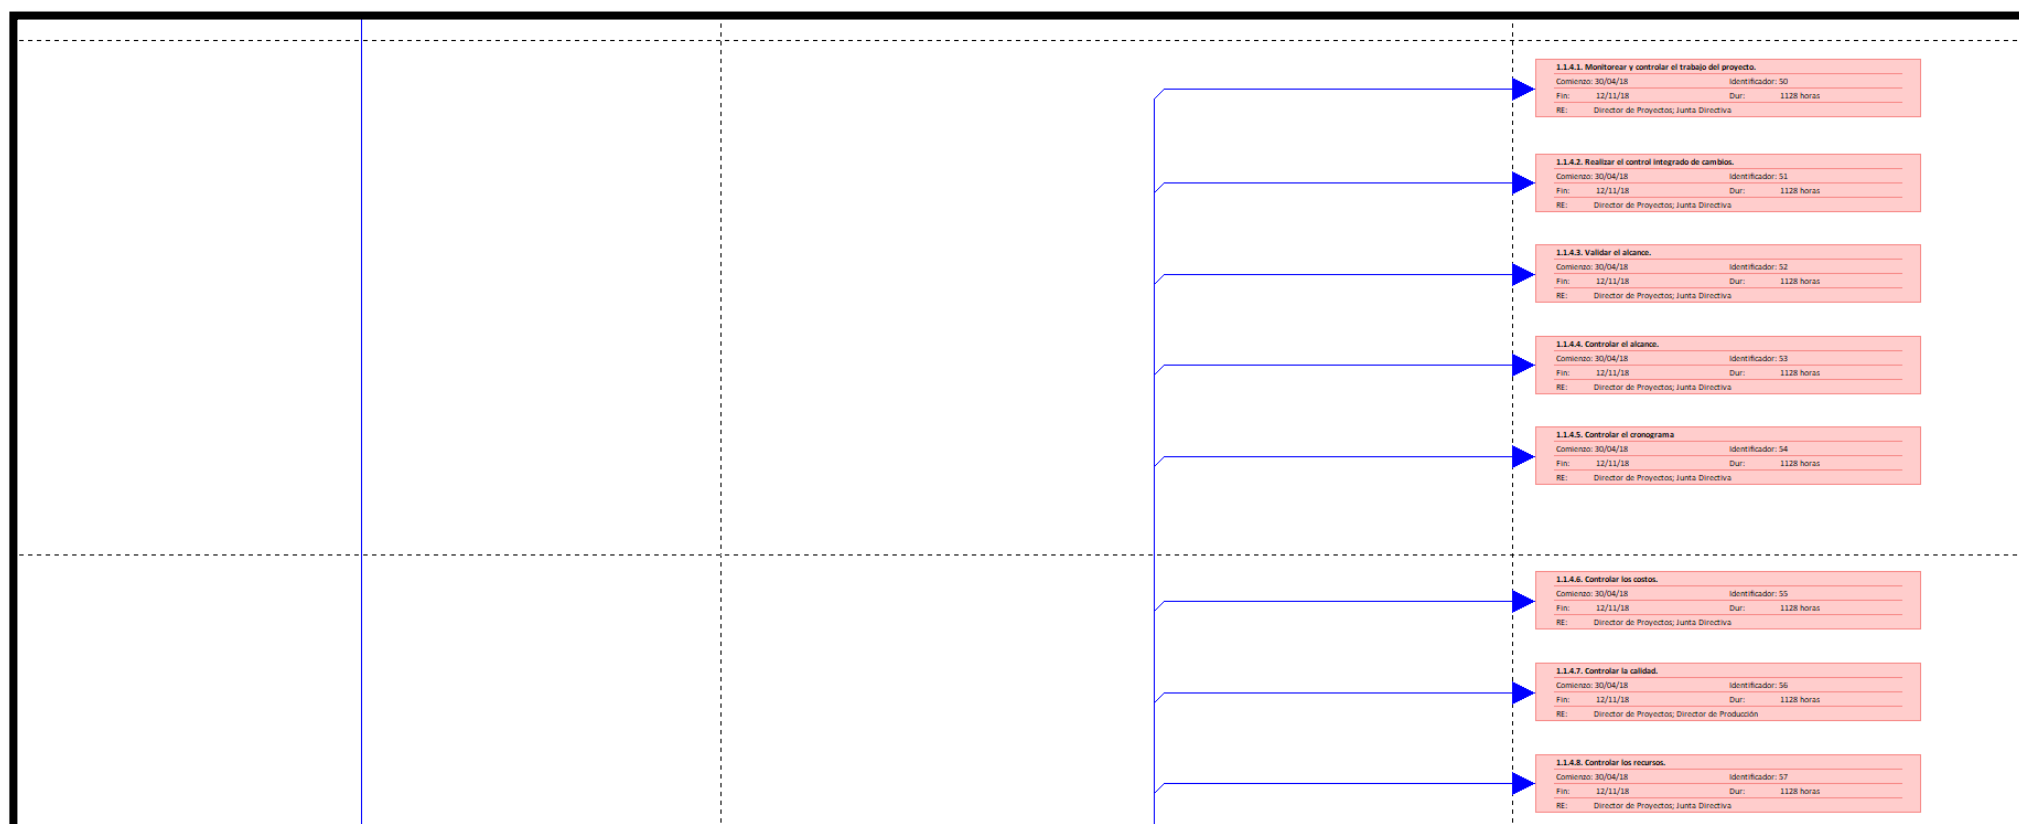 1.1.4.1. Monitorear y controlar el trabajo del proyecto.
Comienzo: 30/04/18 Identificador: 50
Fin: 12/11/18 Dur: 1128 horas
RE: Director de Proyectos; Junta Directiva
1.1.4.2. Realizar el control integrado de cambios.
Comienzo: 30/04/18 Identificador: 51
Fin: 12/11/18 Dur: 1128 horas
RE: Director de Proyectos; Junta Directiva
1.1.4.3. Validar el alcance.
Comienzo: 30/04/18 Identificador: 52
Fin: 12/11/18 Dur: 1128 horas
RE: Director de Proyectos; Junta Directiva
1.1.4.4. Controlar el alcance.
Comienzo: 30/04/18 Identificador: 53
Fin: 12/11/18 Dur: 1128 horas
RE: Director de Proyectos; Junta Directiva
1.1.4.5. Controlar el cronograma
Comienzo: 30/04/18 Identificador: 54
Fin: 12/11/18 Dur: 1128 horas
RE: Director de Proyectos; Junta Directiva
1.1.4.6. Controlar los costos.
Comienzo: 30/04/18 Identificador: 55
Fin: 12/11/18 Dur: 1128 horas
RE: Director de Proyectos; Junta Directiva
1.1.4.7. Controlar la calidad.
Comienzo: 30/04/18 Identificador: 56
Fin: 12/11/18 Dur: 1128 horas
RE: Director de Proyectos; Director de Producción
1.1.4.8. Controlar los recursos.
Comienzo: 30/04/18 Identificador: 57
Fin: 12/11/18 Dur: 1128 horas
RE: Director de Proyectos; Junta Directiva